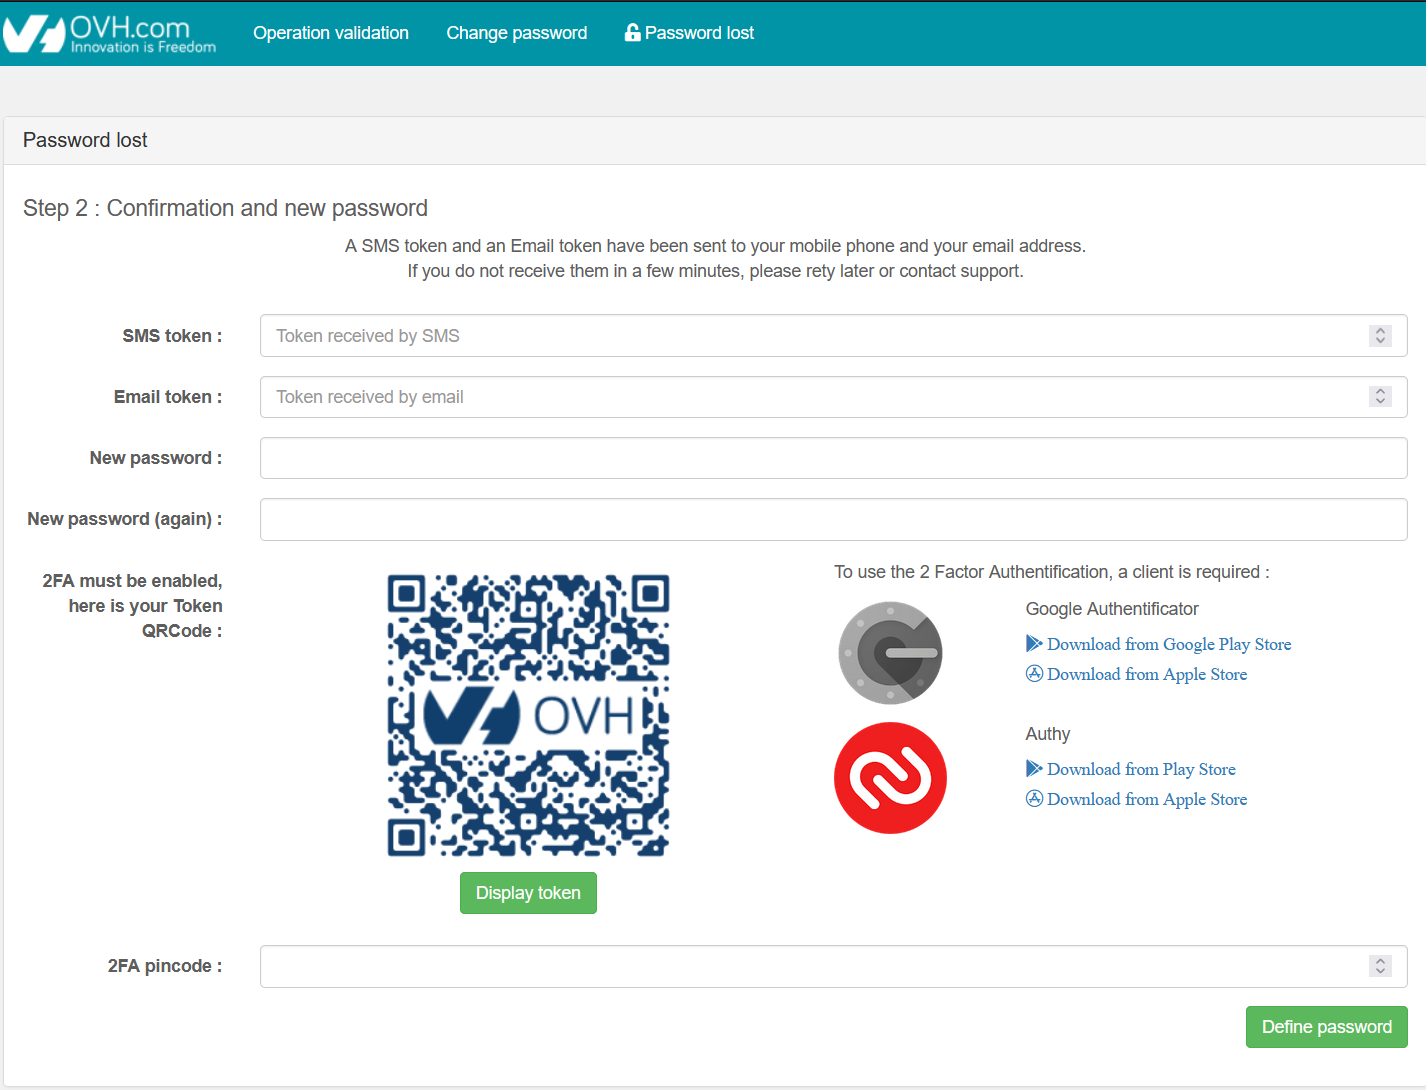 OVH.com
Innovation is Freedom
Operation validation
Change password
Password lost
Password lost
Step 2 : Confirmation and new password
A SMS token and an Email token have been sent to your mobile phone and your email address.
If you do not receive them in a few minutes, please rety later or contact support.
SMS token :
Token received by SMS
Email token :
Token received by email
New password :
New password (again) :
2FA must be enabled,
here is your Token
QRCode :
OVH
Display token
To use the 2 Factor Authentification, a client is required :
Google Authentificator
Download from Google Play Store
Download from Apple Store
Authy
Download from Play Store
Download from Apple Store
2FA pincode :
Define password